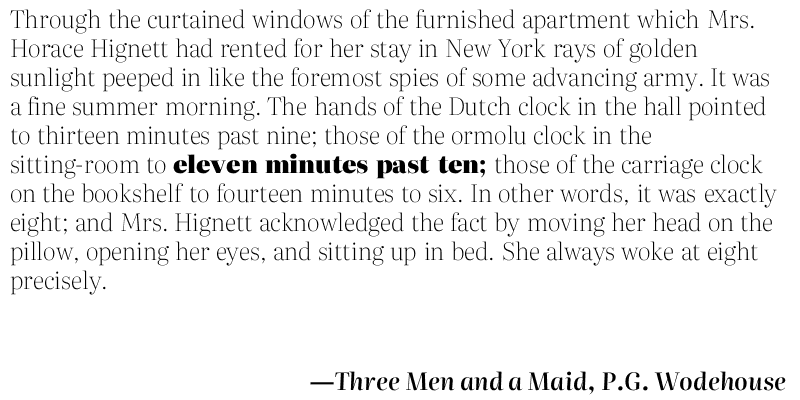 Through the curtained windows of the furnished apartment which Mrs.
Horace Hignett had rented for her stay in New York rays of golden
sunlight peeped in like the foremost spies of some advancing army. It was
a fine summer morning. The hands of the Dutch clock in the hall pointed
to thirteen minutes past nine; those of the ormolu clock in the
sitting-room to eleven minutes past ten; those of the carriage clock
on the bookshelf to fourteen minutes to six. In other words, it was exactly
eight; and Mrs. Hignett acknowledged the fact by moving her head on the
pillow, opening her eyes, and sitting up in bed. She always woke at eight
precisely.
—Three Men and a Maid, P.G. Wodehouse